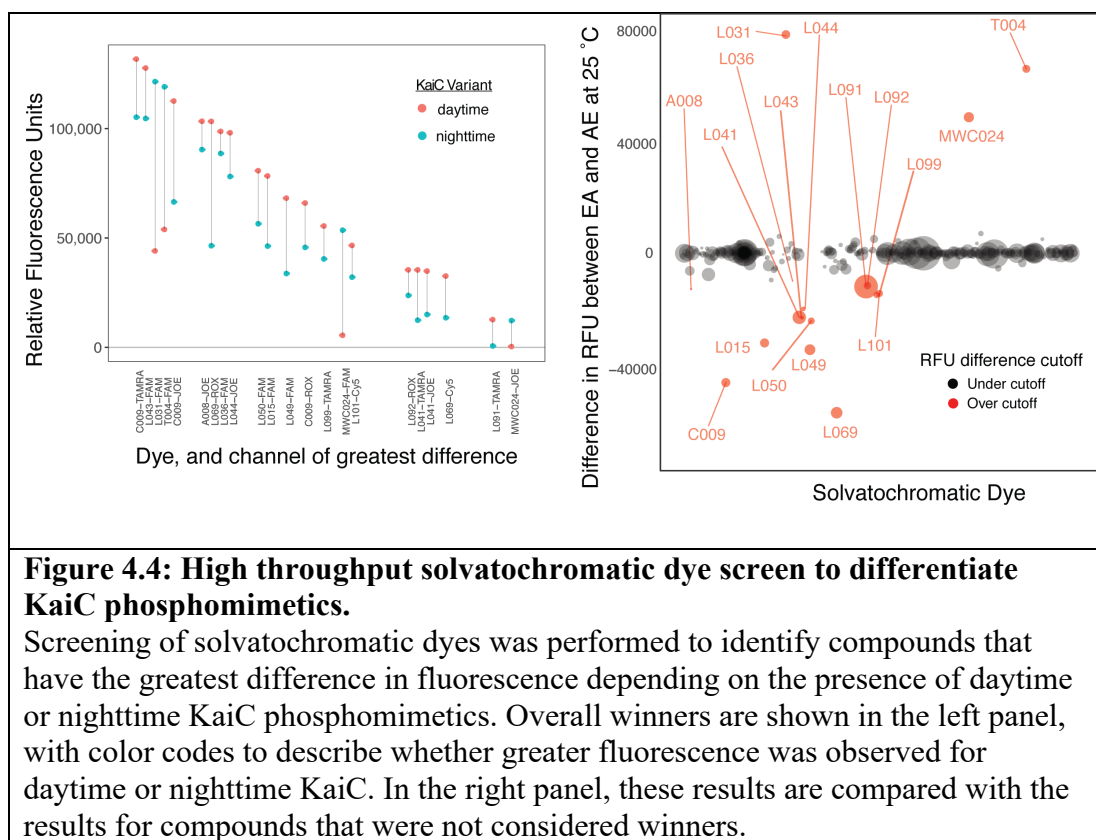 Relative Fluorescence Units
100,000
50,000
0
KaiC Variant
daytime
nighttime
C009−TAMRA
L043−FAM
L031−FAM
T004−FAM
C009−JOE
A008−JOE
L069−ROX
L036−FAM
L044−JOE
L050−FAM
L015−FAM
L049−FAM
C009−ROX
L099−TAMRA
MWC024−FAM
L101−Cy5
L092−ROX
L041−TAMRA
L041−JOE
L069−Cy5
L091−TAMRA
MWC024−JOE
Dye, and channel of greatest difference
Difference in RFU between EA and AE at 25 °C
80000
40000
0
−40000
L031
L044
T004
L036
A008
L043
L091
L092
L041
MWC024
L099
L015
L049
L101
L050
C009
L069
RFU difference cutoff
Under cutoff
Over cutoff
Solvatochromatic Dye
Figure 4.4: High throughput solvatochromatic dye screen to differentiate
KaiC phosphomimetics.
Screening of solvatochromatic dyes was performed to identify compounds that
have the greatest difference in fluorescence depending on the presence of daytime
or nighttime KaiC phosphomimetics. Overall winners are shown in the left panel,
with color codes to describe whether greater fluorescence was observed for
daytime or nighttime KaiC. In the right panel, these results are compared with the
results for compounds that were not considered winners.